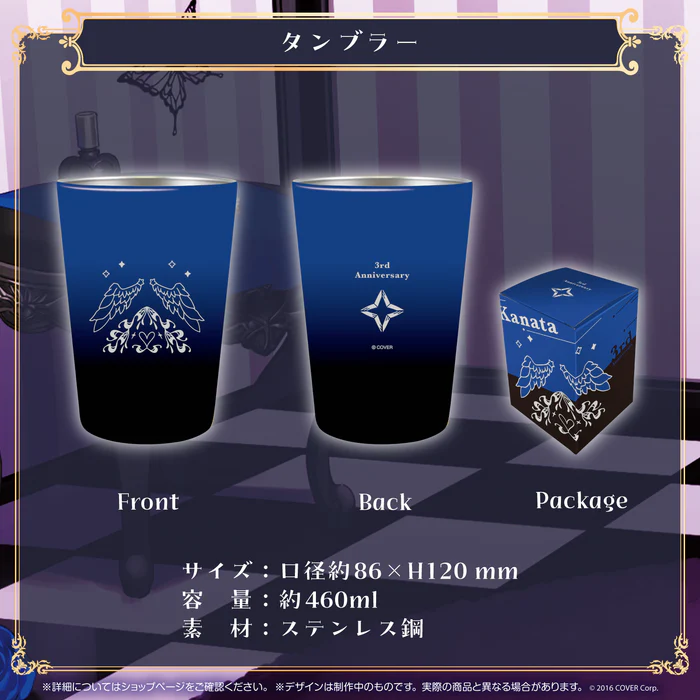 タンブラー
3rd
Anniversary
© COVER
3rd
Anniversary
Kanata
3rd
Front
Back
Package
サイズ：口径約86×H120 mm
容　量：約460ml
素　材：ステンレス鋼
※詳細についてはショップページをご確認ください。 ※デザインは制作中のものです。実際の商品と異なる場合があります。 © 2016 COVER Corp.